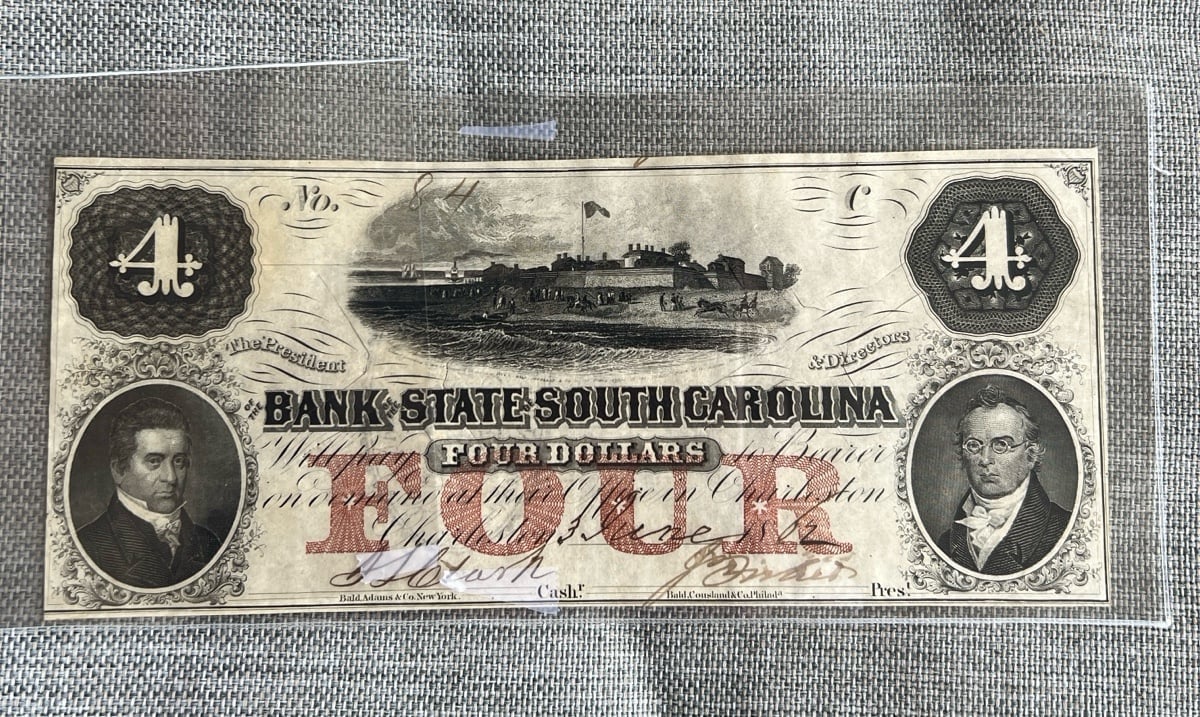 4 No. 84 C 4
The President & Directors
OF THE BANK OF THE STATE OF SOUTH CAROLINA
Will pay FOUR DOLLARS to Bearer
FOUR
on demand at their Office in Charleston
Charleston 3 June 1862
Cash.r Pres.t
Bald, Adams & Co. New York. Bald, Cousland & Co. Philad.a